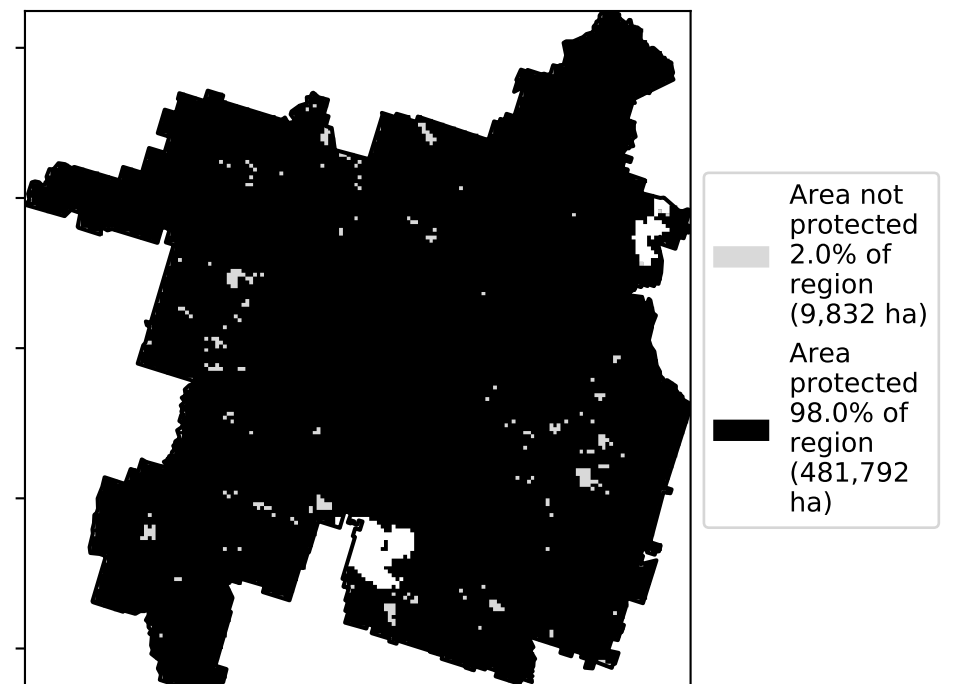 Area not
protected
2.0% of
region
(9,832 ha)
Area
protected
98.0% of
region
(481,792
ha)